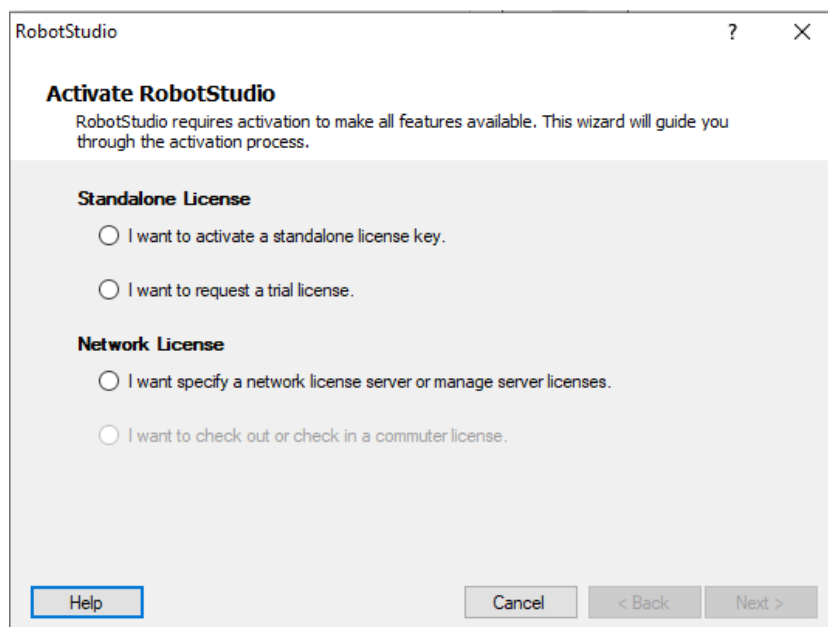 RobotStudio
?
Activate RobotStudio
RobotStudio requires activation to make all features available. This wizard will guide you
through the activation process.
Standalone License
I want to activate a standalone license key.
I want to request a trial license.
Network License
I want specify a network license server or manage server licenses.
I want to check out or check in a commuter license.
Help Cancel < Back Next >